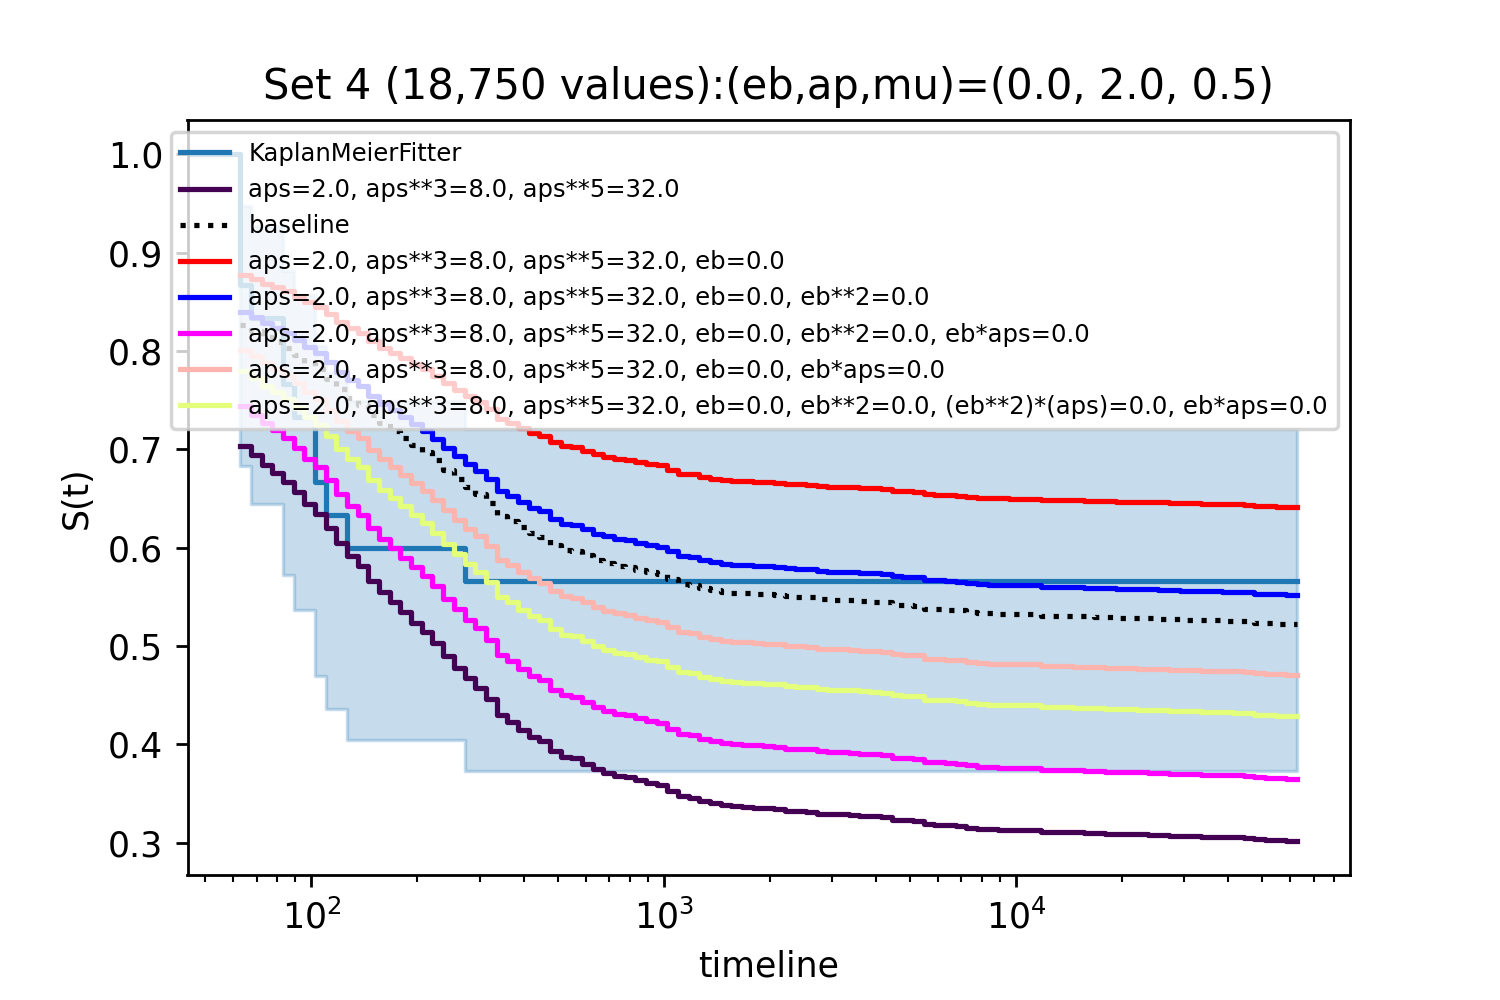 Set 4 (18,750 values):(eb,ap,mu)=(0.0, 2.0, 0.5)
KaplanMeierFitter
aps=2.0, aps**3=8.0, aps**5=32.0
baseline
aps=2.0, aps**3=8.0, aps**5=32.0, eb=0.0
aps=2.0, aps**3=8.0, aps**5=32.0, eb=0.0, eb**2=0.0
aps=2.0, aps**3=8.0, aps**5=32.0, eb=0.0, eb**2=0.0, eb*aps=0.0
aps=2.0, aps**3=8.0, aps**5=32.0, eb=0.0, eb*aps=0.0
aps=2.0, aps**3=8.0, aps**5=32.0, eb=0.0, eb**2=0.0, (eb**2)*(aps)=0.0, eb*aps=0.0
S(t)
1.0
0.9
0.8
0.7
0.6
0.5
0.4
0.3
10² 10³ 10⁴
timeline